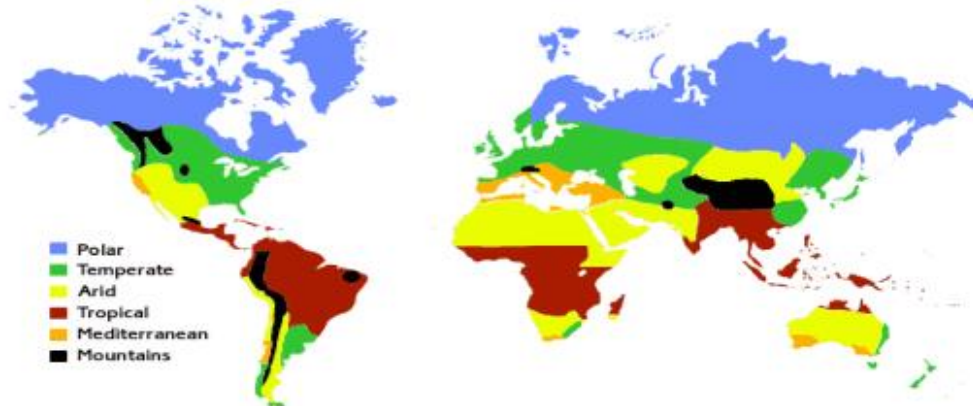 Polar
Temperate
Arid
Tropical
Mediterranean
Mountains